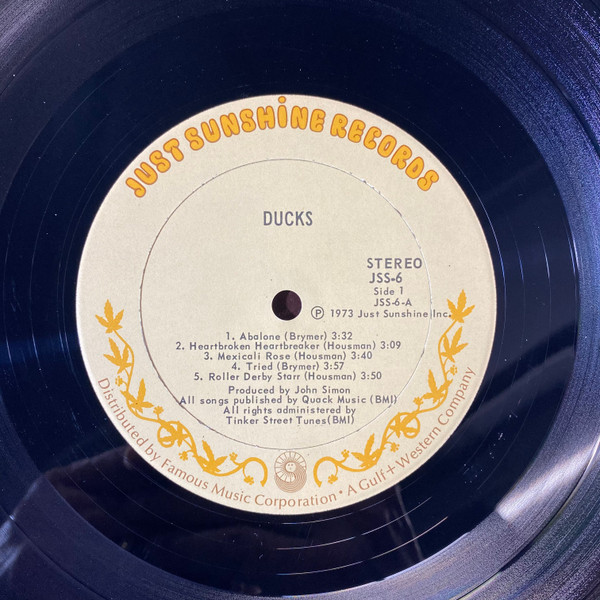 JUST SUNSHINE RECORDS
DUCKS
STEREO
JSS-6
Side 1
JSS-6-A
Ⓟ 1973 Just Sunshine Inc.
1. Abalone (Brymer) 3:32
2. Heartbroken Heartbreaker (Housman) 3:09
3. Mexicali Rose (Housman) 3:40
4. Tried (Brymer) 3:57
5. Roller Derby Starr (Housman) 3:50
Produced by John Simon
All songs published by Quack Music (BMI)
All rights administered by
Tinker Street Tunes(BMI)
Distributed by Famous Music Corporation • A Gulf + Western Company